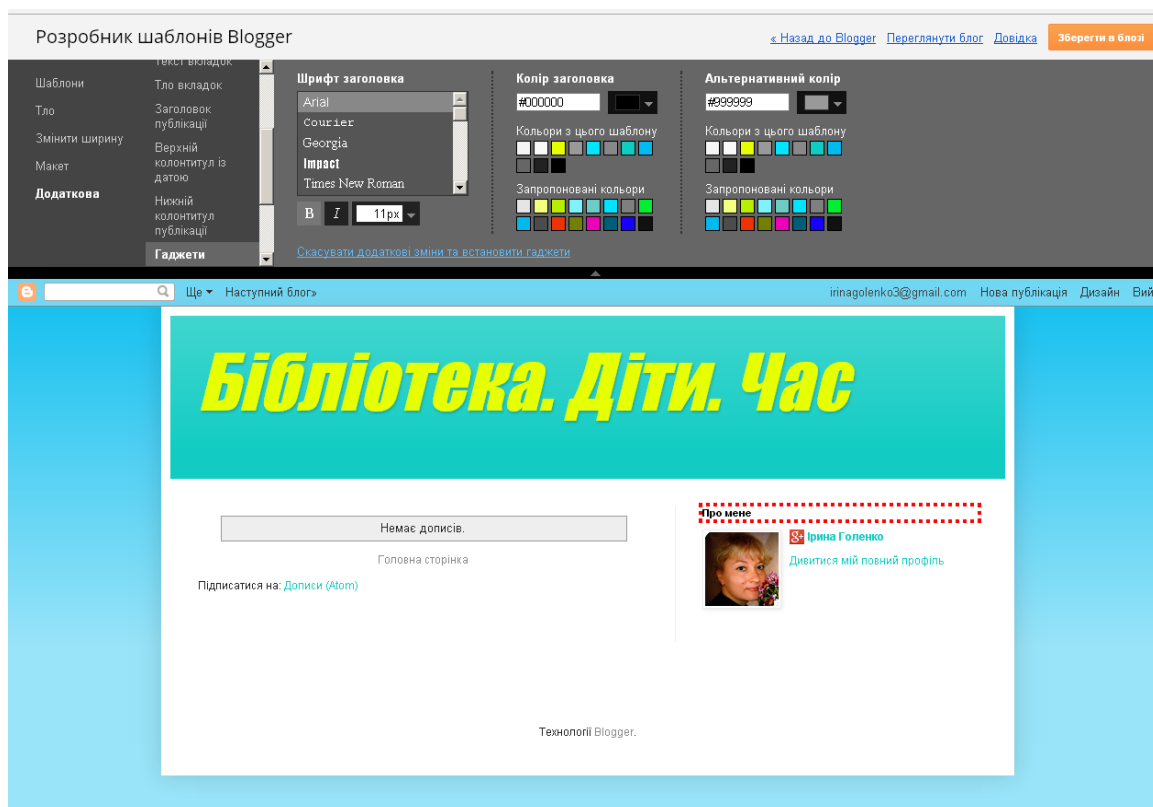 Розробник шаблонів Blogger
« Назад до Blogger Переглянути блог Довідка Зберегти в блозі
Шаблони
Тло
Змінити ширину
Макет
Додаткова
Текст вкладок
Тло вкладок
Заголовок
публікації
Верхній
колонтитул із
датою
Нижній
колонтитул
публікації
Гаджети
Шрифт заголовка
Arial
Courier
Georgia
Impact
Times New Roman
B I 11px
Скасувати додаткові зміни та встановити гаджети
Колір заголовка
#000000
Кольори з цього шаблону
Запропоновані кольори
Альтернативний колір
#999999
Кольори з цього шаблону
Запропоновані кольори
Ще Наступний блог» irinagolenko3@gmail.com Нова публікація Дизайн Вий
Бібліотека. Діти. Час
Немає дописів.
Головна сторінка
Підписатися на: Дописи (Atom)
Про мене
Ірина Голенко
Дивитися мій повний профіль
Технології Blogger.